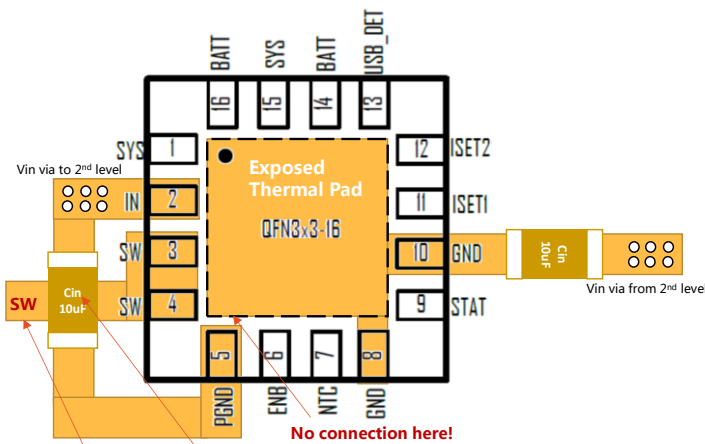 BATT
SYS
BATT
USB_DET
16
15
14
13
SYS
1
Exposed
Thermal Pad
12
ISET2
Vin via to 2nd level
IN
2
QFN3x3-16
11
ISET1
SW
3
10
GND
Cin
10uF
Vin via from 2nd level
SW
Cin
10uF
SW
4
9
STAT
5
6
7
8
PGND
ENB
NTC
GND
No connection here!